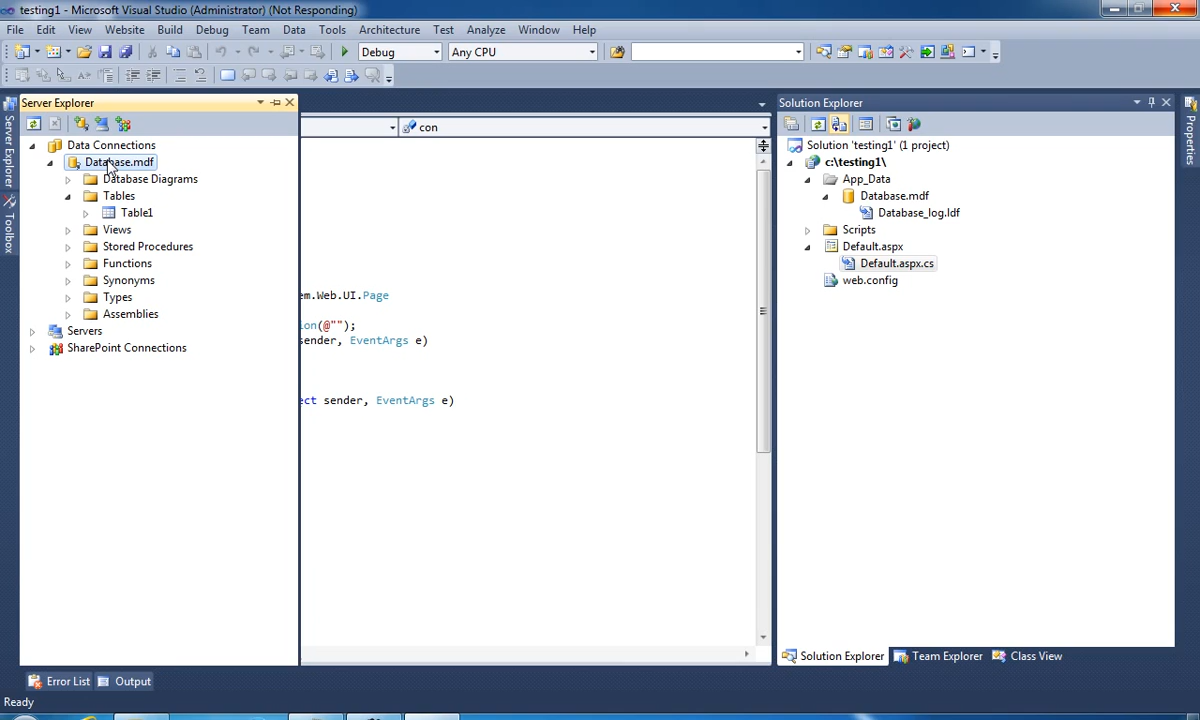 testing1 - Microsoft Visual Studio (Administrator) (Not Responding)
File Edit View Website Build Debug Team Data Tools Architecture Test Analyze Window Help
Debug Any CPU
Server Explorer
Data Connections
Database.mdf
Database Diagrams
Tables
Table1
Views
Stored Procedures
Functions
Synonyms
Types
Assemblies
Servers
SharePoint Connections
Server Explorer
Toolbox
con
em.Web.UI.Page
ion(@"");
sender, EventArgs e)
ect sender, EventArgs e)
Solution Explorer
Solution 'testing1' (1 project)
c:\testing1\
App_Data
Database.mdf
Database_log.ldf
Scripts
Default.aspx
Default.aspx.cs
web.config
Properties
Solution Explorer Team Explorer Class View
Error List Output
Ready